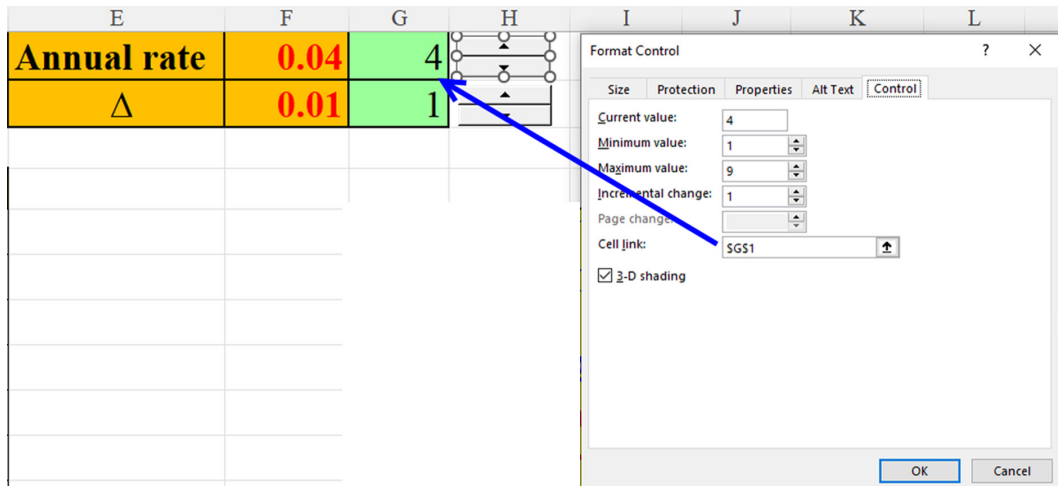 E F G H I J K L
Annual rate 0.04 4
Δ 0.01 1
Format Control ? ×
Size Protection Properties Alt Text Control
Current value: 4
Minimum value: 1
Maximum value: 9
Incremental change: 1
Page change:
Cell link: $G$1
3-D shading
OK Cancel